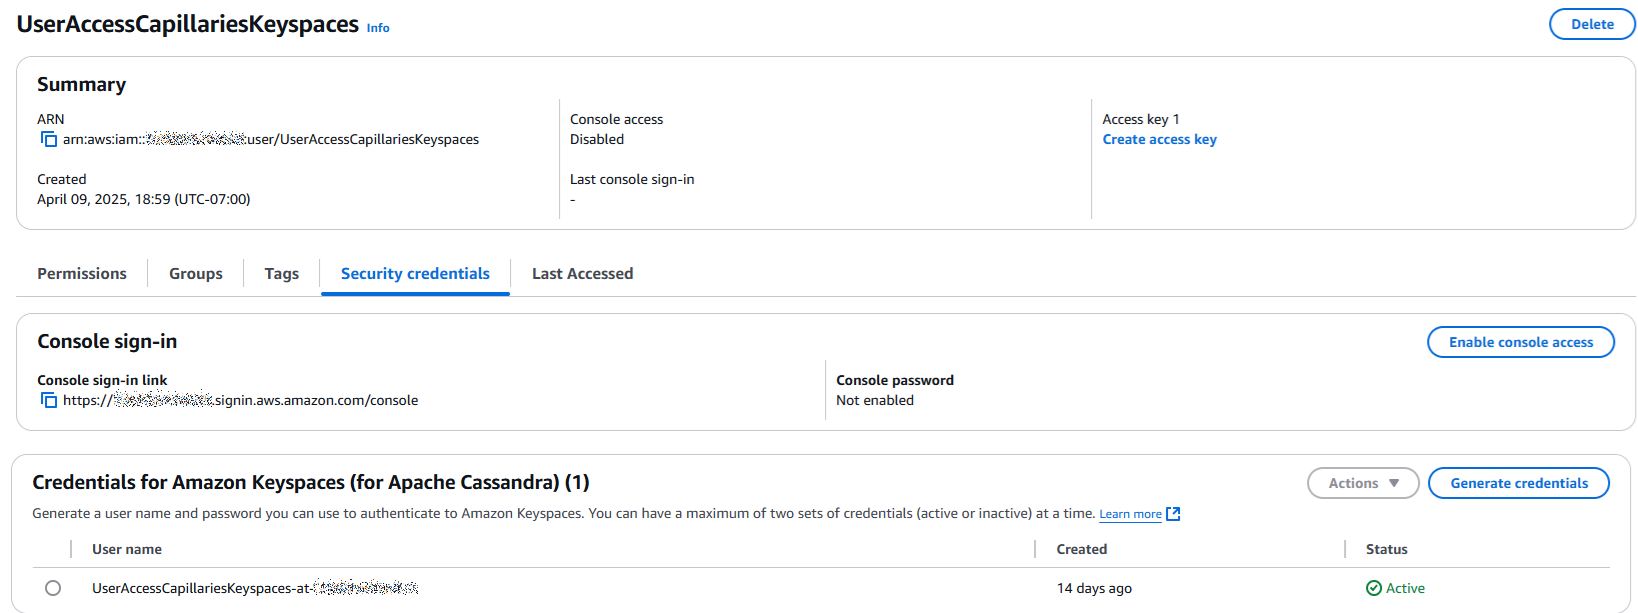 UserAccessCapillariesKeyspaces Info
Delete
Summary
ARN
arn:aws:iam:: :user/UserAccessCapillariesKeyspaces
Created
April 09, 2025, 18:59 (UTC-07:00)
Console access
Disabled
Last console sign-in
-
Access key 1
Create access key
Permissions Groups Tags Security credentials Last Accessed
Console sign-in
Enable console access
Console sign-in link
https:// .signin.aws.amazon.com/console
Console password
Not enabled
Credentials for Amazon Keyspaces (for Apache Cassandra) (1)
Actions Generate credentials
Generate a user name and password you can use to authenticate to Amazon Keyspaces. You can have a maximum of two sets of credentials (active or inactive) at a time. Learn more
User name Created Status
UserAccessCapillariesKeyspaces-at- 14 days ago Active